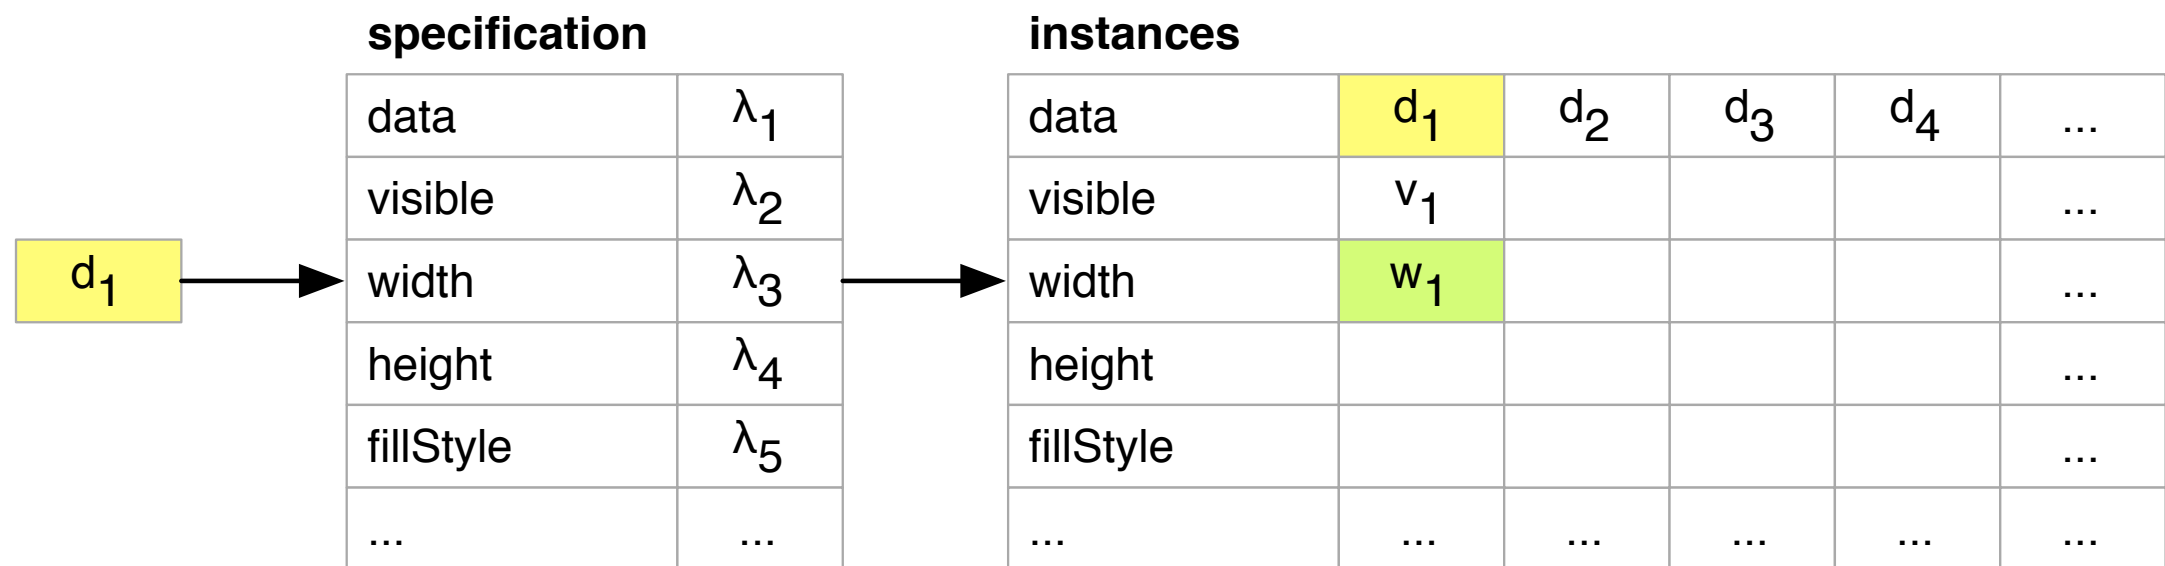 specification instances
data λ1 data d1 d2 d3 d4 ...
visible λ2 visible v1 ...
d1 width λ3 width w1 ...
height λ4 height ...
fillStyle λ5 fillStyle ...
... ... ... ... ... ... ... ...